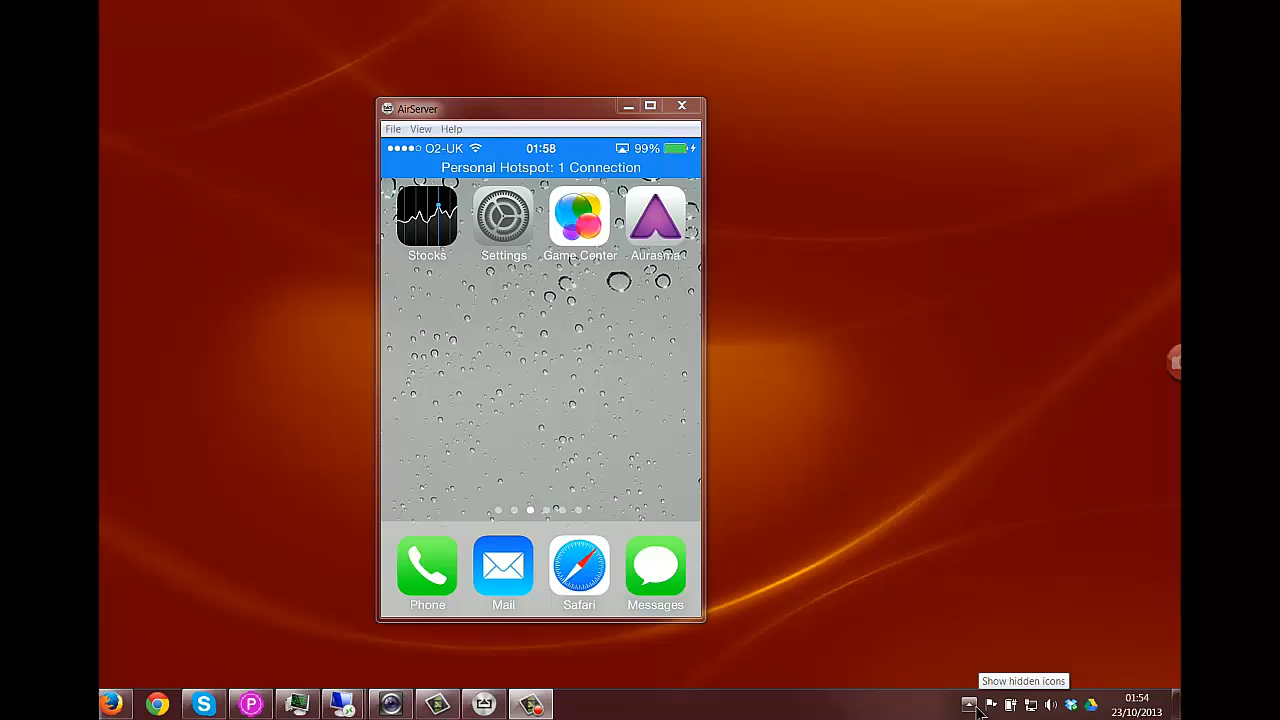 AirServer
File View Help
O2-UK 01:58 99%
Personal Hotspot: 1 Connection
Stocks Settings Game Center Aurasma
Phone Mail Safari Messages
Show hidden icons
01:54
23/10/2013